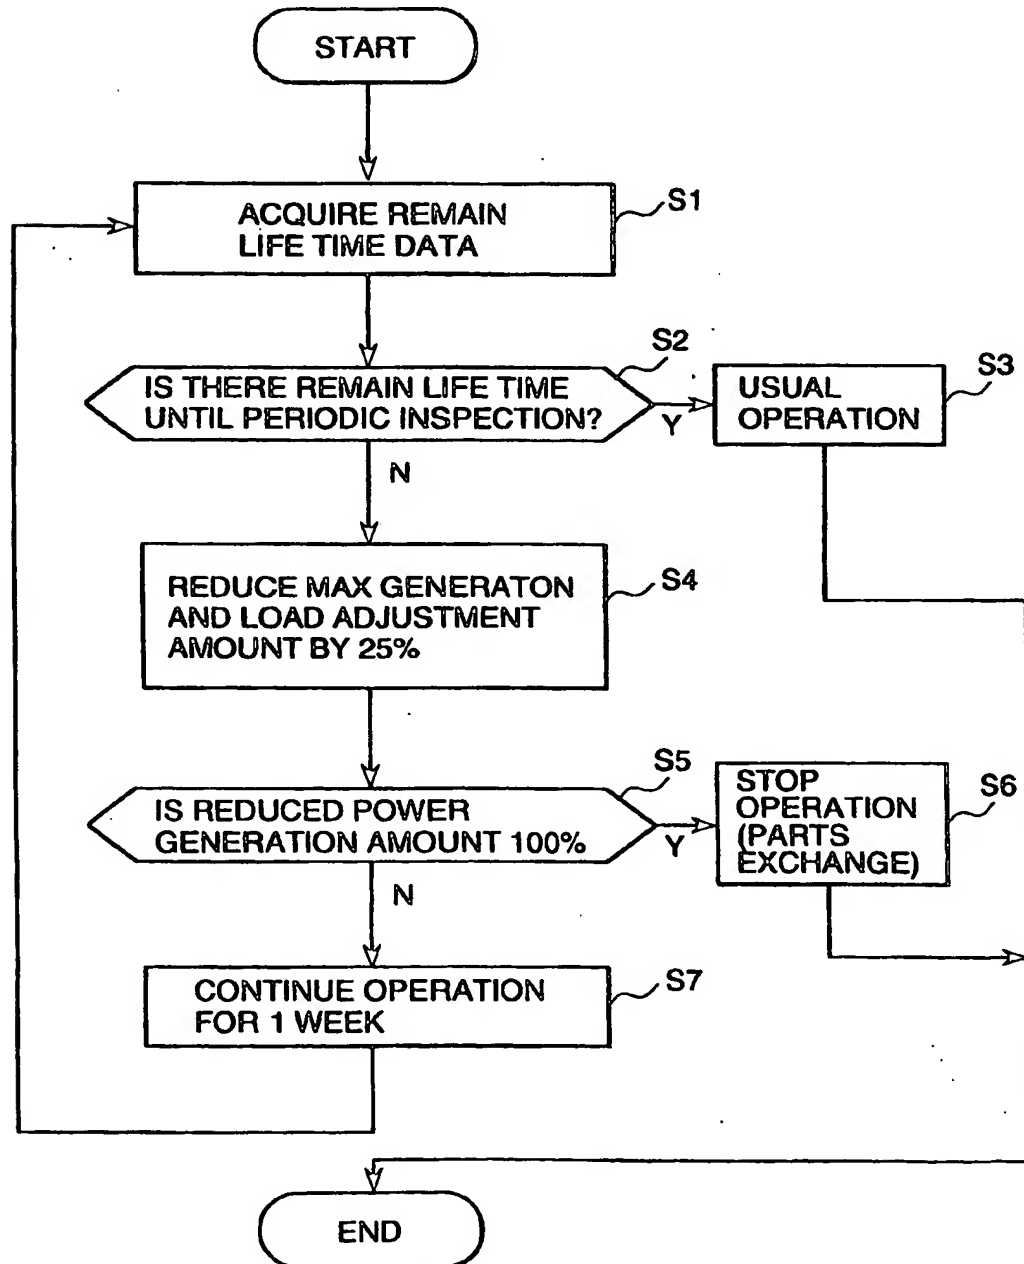 START
ACQUIRE REMAIN
LIFE TIME DATA
S1
IS THERE REMAIN LIFE TIME
UNTIL PERIODIC INSPECTION?
S2
Y
USUAL
OPERATION
S3
N
REDUCE MAX GENERATON
AND LOAD ADJUSTMENT
AMOUNT BY 25%
S4
IS REDUCED POWER
GENERATION AMOUNT 100%
S5
Y
STOP
OPERATION
(PARTS
EXCHANGE)
S6
N
CONTINUE OPERATION
FOR 1 WEEK
S7
END